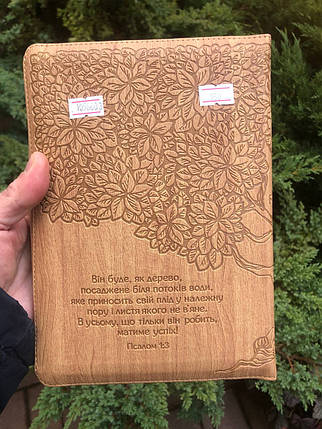 Він буде, як дерево,
посаджене біля потоків води,
яке приносить свій плід у належну
пору і листя якого не в'яне.
В усьому, що тільки він робить,
матиме успіх!
Псалом 1:3